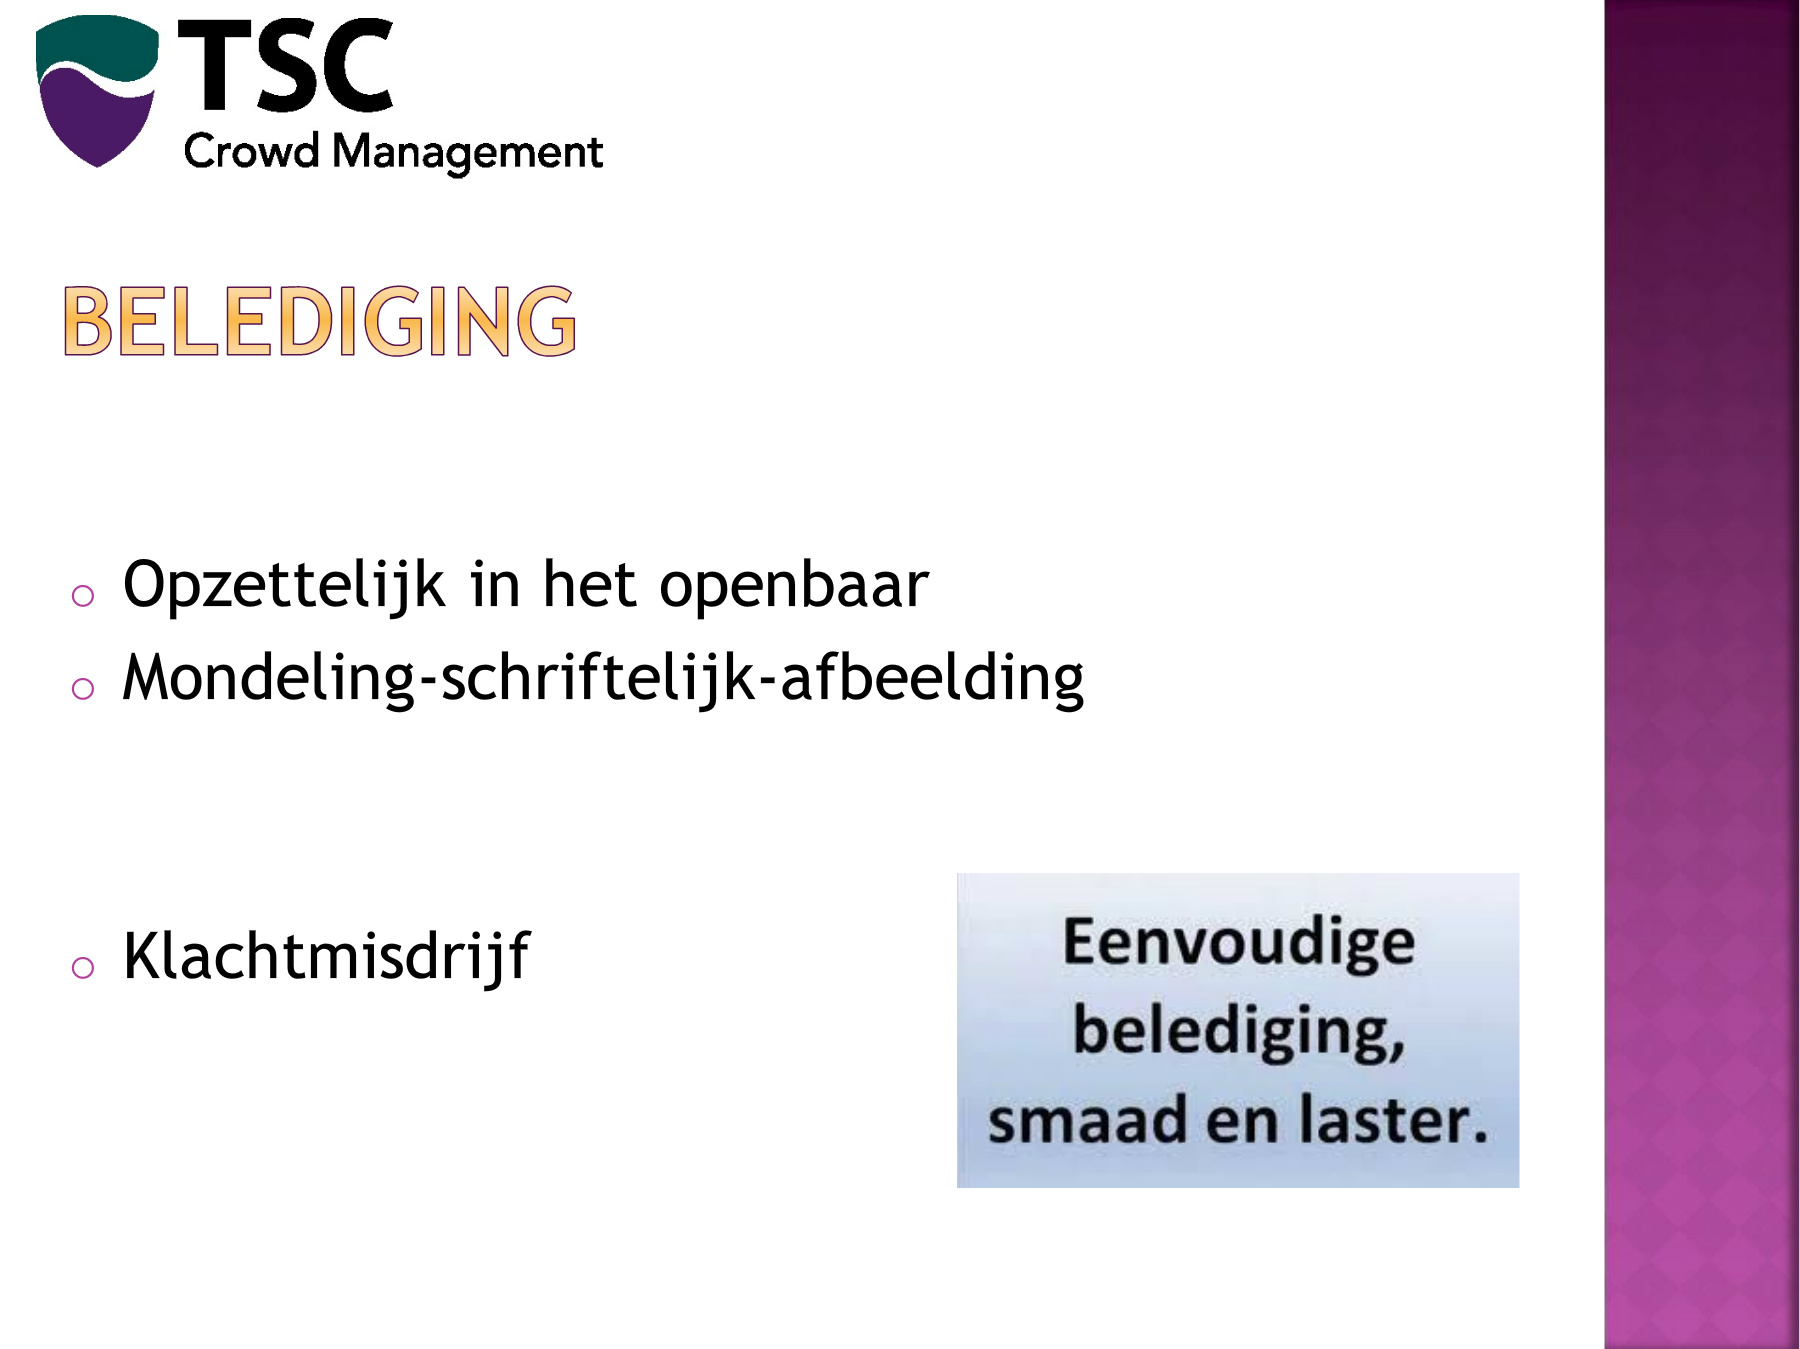 TSC
Crowd Management
BELEDIGING
Opzettelijk in het openbaar
Mondeling-schriftelijk-afbeelding
Klachtmisdrijf
Eenvoudige
belediging,
smaad en laster.